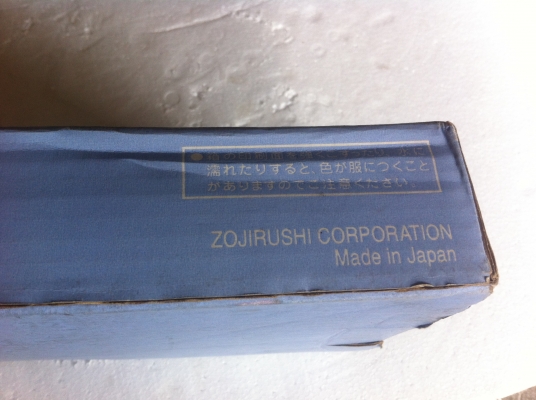 濡れたりすると、色が服につくこと
がありますのでご注意ください。
ZOJIRUSHI CORPORATION
Made in Japan